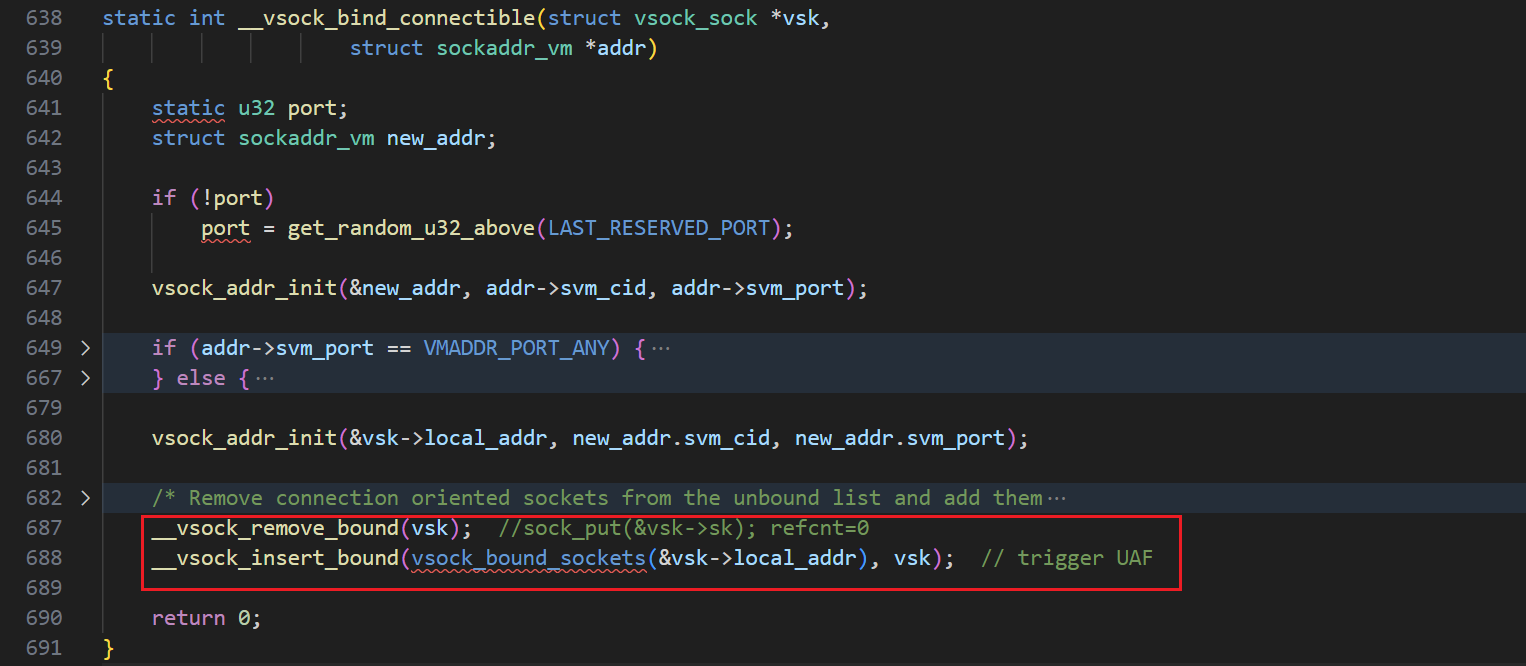 638 static int __vsock_bind_connectible(struct vsock_sock *vsk,
639 struct sockaddr_vm *addr)
640 {
641 static u32 port;
642 struct sockaddr_vm new_addr;
643
644 if (!port)
645 port = get_random_u32_above(LAST_RESERVED_PORT);
646
647 vsock_addr_init(&new_addr, addr->svm_cid, addr->svm_port);
648
649 if (addr->svm_port == VMADDR_PORT_ANY) {···
667 } else {···
679
680 vsock_addr_init(&vsk->local_addr, new_addr.svm_cid, new_addr.svm_port);
681
682 /* Remove connection oriented sockets from the unbound list and add them···
687 __vsock_remove_bound(vsk); //sock_put(&vsk->sk); refcnt=0
688 __vsock_insert_bound(vsock_bound_sockets(&vsk->local_addr), vsk); // trigger UAF
689
690 return 0;
691 }